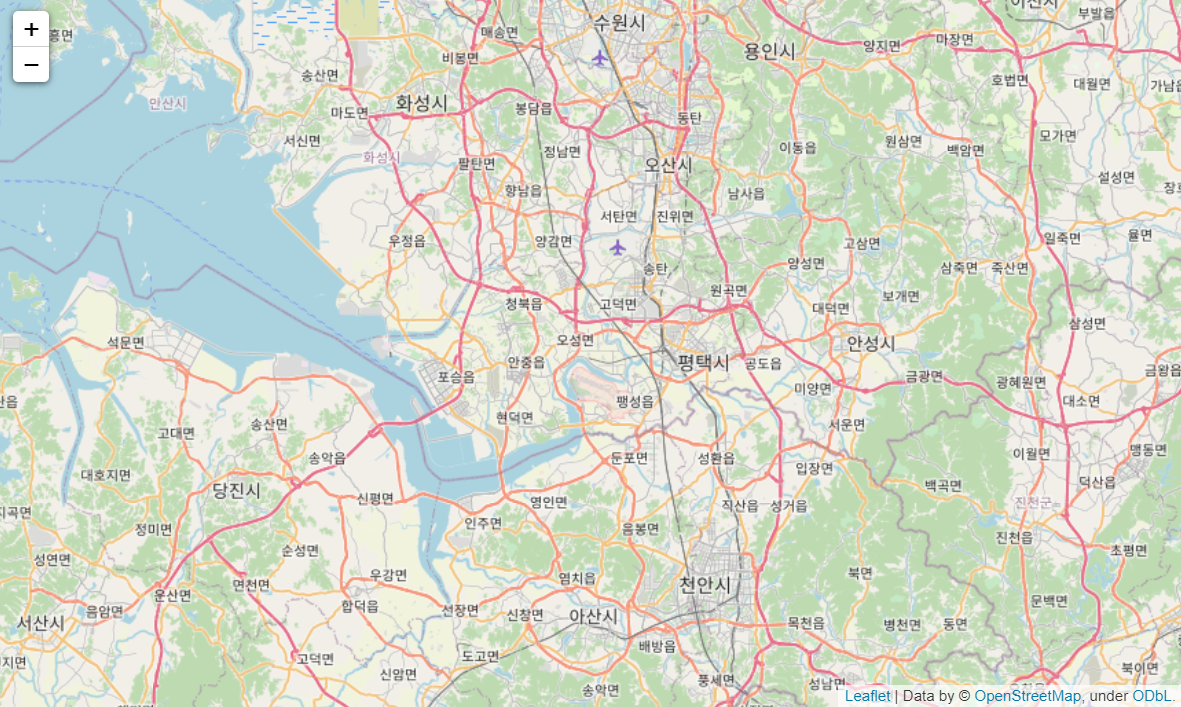 +
−
수원시
부발읍
매송면
용인시
양지면
마장면
비봉면
송산면
호법면
대월면
안산시
화성시
마도면
봉담읍
동탄
모가면
서신면
정남면
이동읍
원삼면
백암면
화성시
팔탄면
오산시
설성면
향남읍
남사읍
서탄면
진위면
우정읍
양감면
고삼면
일죽면
율면
송탄
양성면
삼죽면
죽산면
청북읍
고덕면
원곡면
보개면
대덕면
삼성면
석문면
오성면
안성시
안중읍
평택시
공도읍
포승읍
미양면
금광면
광혜원면
금왕읍
팽성읍
대소면
현덕면
고대면
송산면
서운면
송악읍
둔포면
성환읍
이월면
맹동면
대호지면
입장면
당진시
백곡면
덕산읍
신평면
영인면
직산읍
성거읍
진천군
정미면
인주면
음봉면
진천읍
성연면
순성면
초평면
면천면
우강면
염치읍
천안시
북면
운산면
음암면
합덕읍
선장면
신창면
아산시
문백면
서산시
목천읍
병천면
동면
고덕면
도고면
배방읍
신암면
북이면
송악면
풍세면
성남면
Leaflet | Data by © OpenStreetMap, under ODbL.